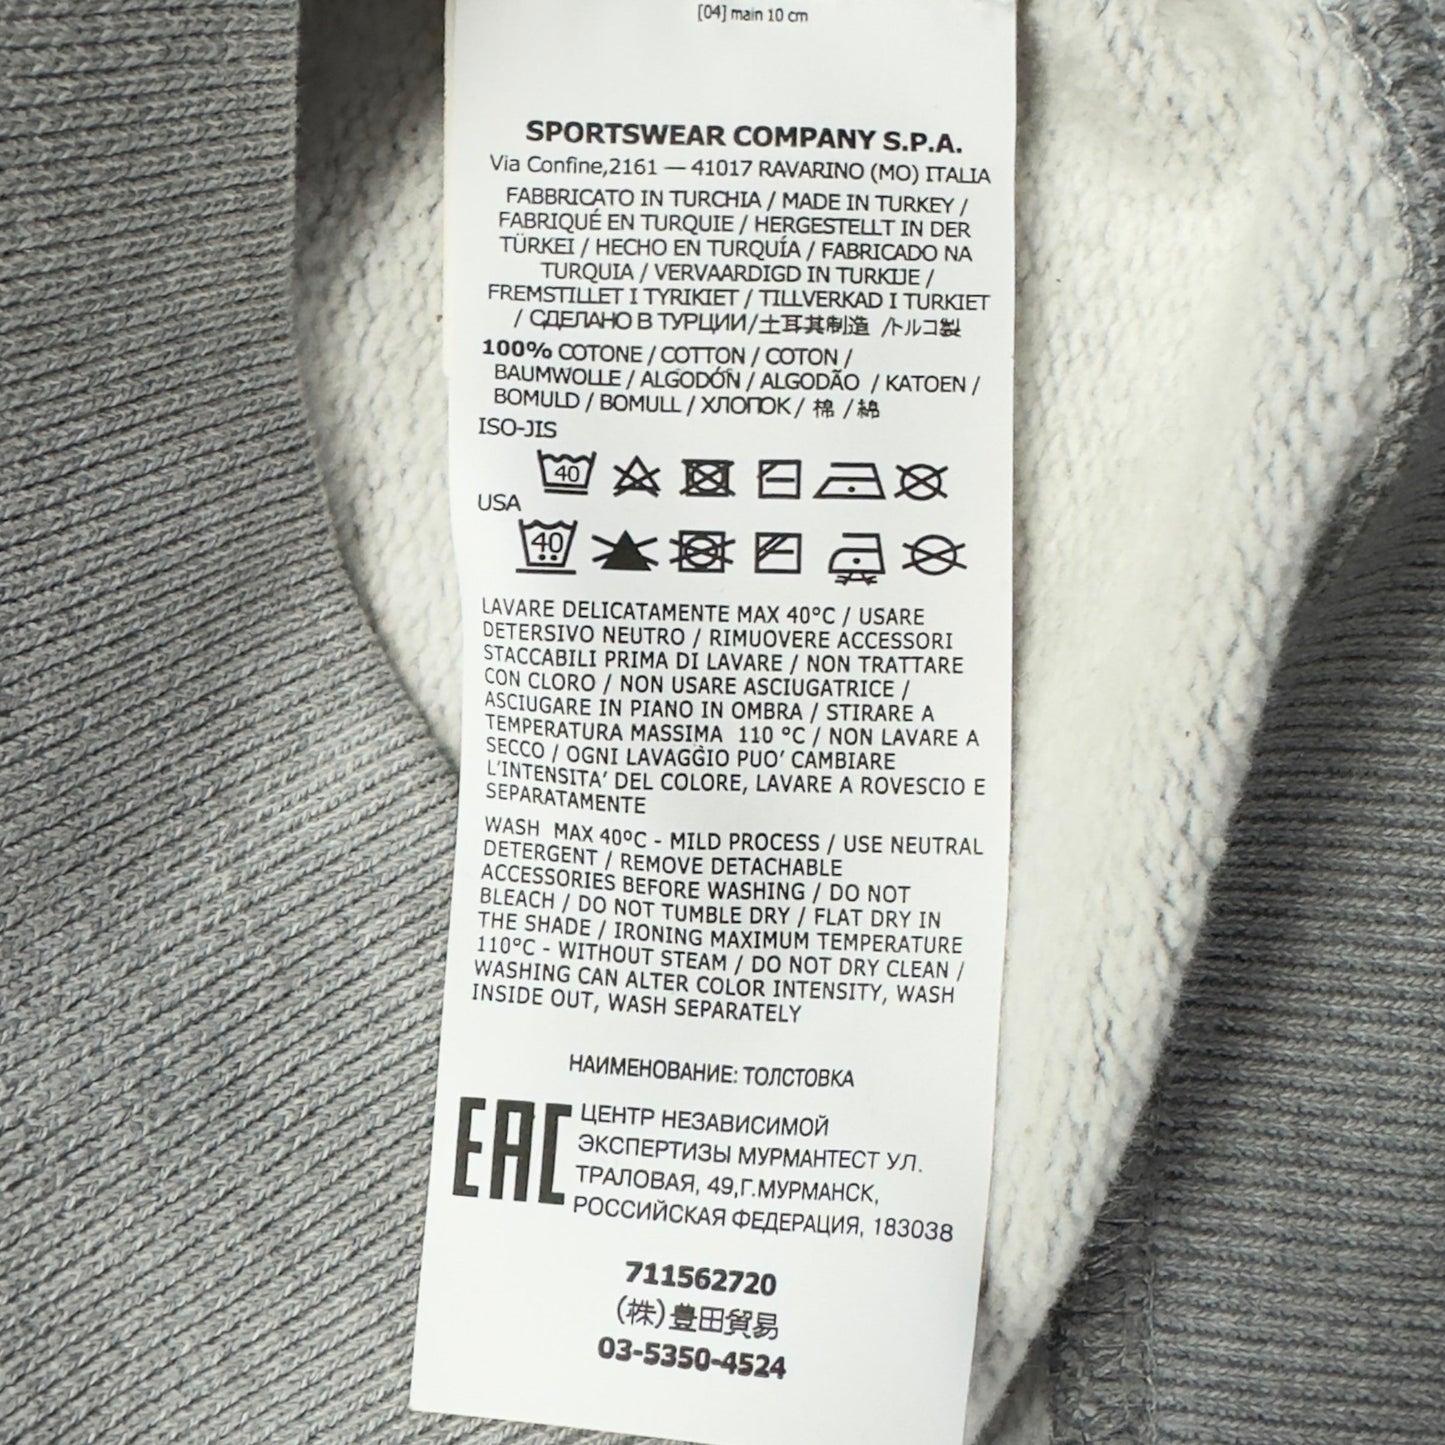 [04] main 10 cm
SPORTSWEAR COMPANY S.P.A.
Via Confine,2161 — 41017 RAVARINO (MO) ITALIA
FABBRICATO IN TURCHIA / MADE IN TURKEY /
FABRIQUÉ EN TURQUIE / HERGESTELLT IN DER
TÜRKEI / HECHO EN TURQUÍA / FABRICADO NA
TURQUIA / VERVAARDIGD IN TURKIJE /
FREMSTILLET I TYRIKIET / TILLVERKAD I TURKIET
/ СДЕЛАНО В ТУРЦИИ/土耳其制造 /トルコ製
100% COTONE / COTTON / COTON /
BAUMWOLLE / ALGODÓN / ALGODÃO / KATOEN /
BOMULD / BOMULL / ХЛОПОК / 棉 / 綿
ISO-JIS
40
USA
40
LAVARE DELICATAMENTE MAX 40°C / USARE
DETERSIVO NEUTRO / RIMUOVERE ACCESSORI
STACCABILI PRIMA DI LAVARE / NON TRATTARE
CON CLORO / NON USARE ASCIUGATRICE /
ASCIUGARE IN PIANO IN OMBRA / STIRARE A
TEMPERATURA MASSIMA 110 °C / NON LAVARE A
SECCO / OGNI LAVAGGIO PUO' CAMBIARE
L'INTENSITA' DEL COLORE, LAVARE A ROVESCIO E
SEPARATAMENTE
WASH MAX 40°C - MILD PROCESS / USE NEUTRAL
DETERGENT / REMOVE DETACHABLE
ACCESSORIES BEFORE WASHING / DO NOT
BLEACH / DO NOT TUMBLE DRY / FLAT DRY IN
THE SHADE / IRONING MAXIMUM TEMPERATURE
110°C - WITHOUT STEAM / DO NOT DRY CLEAN /
WASHING CAN ALTER COLOR INTENSITY, WASH
INSIDE OUT, WASH SEPARATELY
НАИМЕНОВАНИЕ: ТОЛСТОВКА
EAC
ЦЕНТР НЕЗАВИСИМОЙ
ЭКСПЕРТИЗЫ МУРМАНТЕСТ УЛ.
ТРАЛОВАЯ, 49,Г.МУРМАНСК,
РОССИЙСКАЯ ФЕДЕРАЦИЯ, 183038
711562720
(株)豊田貿易
03-5350-4524